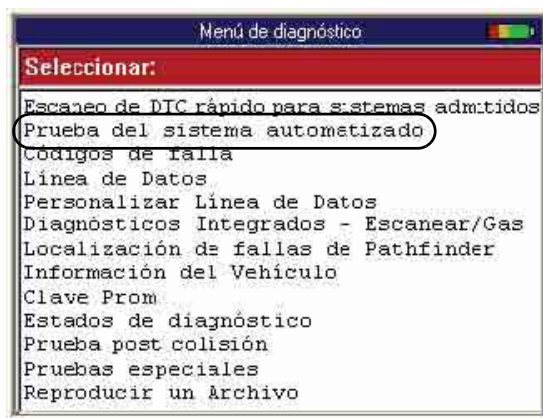 Menú de diagnóstico
Seleccionar:
Escaneo de DTC rápido para sistemas admitidos
Prueba del sistema automatizado
Códigos de falla
Línea de Datos
Personalizar Línea de Datos
Diagnósticos Integrados - Escanear/Gas
Localización de fallas de Pathfinder
Información del Vehículo
Clave Prom
Estados de diagnóstico
Prueba post colisión
Pruebas especiales
Reproducir un Archivo